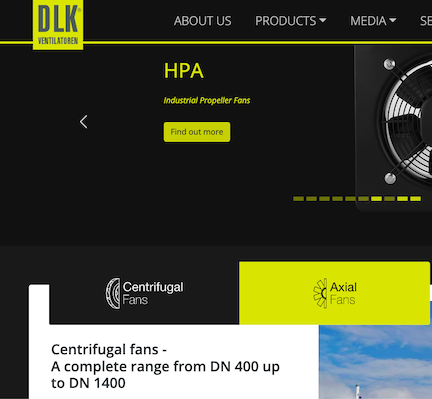 DLK
VENTILATOREN
ABOUT US
PRODUCTS
MEDIA
HPA
Industrial Propeller Fans
Find out more
Centrifugal
Fans
Axial
Fans
Centrifugal fans -
A complete range from DN 400 up
to DN 1400